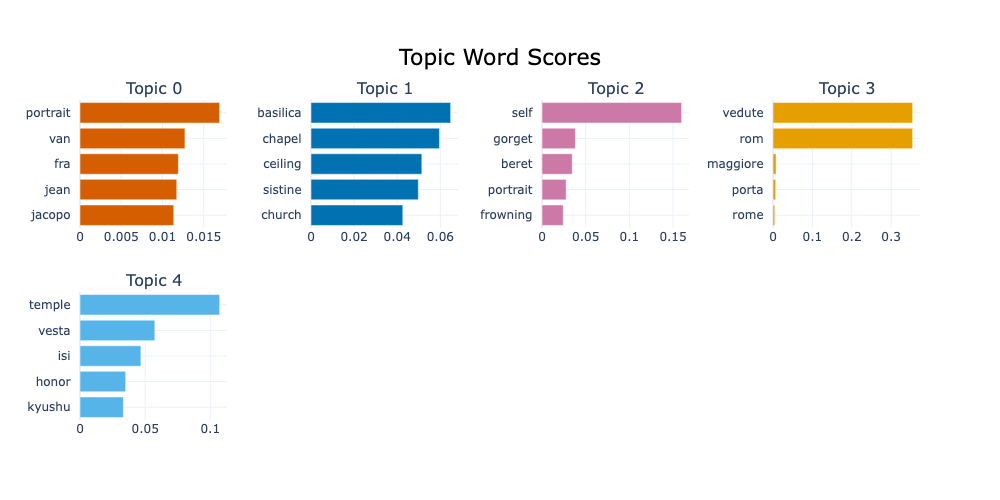 Topic Word Scores
Topic 0
portrait
van
fra
jean
jacopo
0 0.005 0.01 0.015
Topic 1
basilica
chapel
ceiling
sistine
church
0 0.02 0.04 0.06
Topic 2
self
gorget
beret
portrait
frowning
0 0.05 0.1 0.15
Topic 3
vedute
rom
maggiore
porta
rome
0 0.1 0.2 0.3
Topic 4
temple
vesta
isi
honor
kyushu
0 0.05 0.1